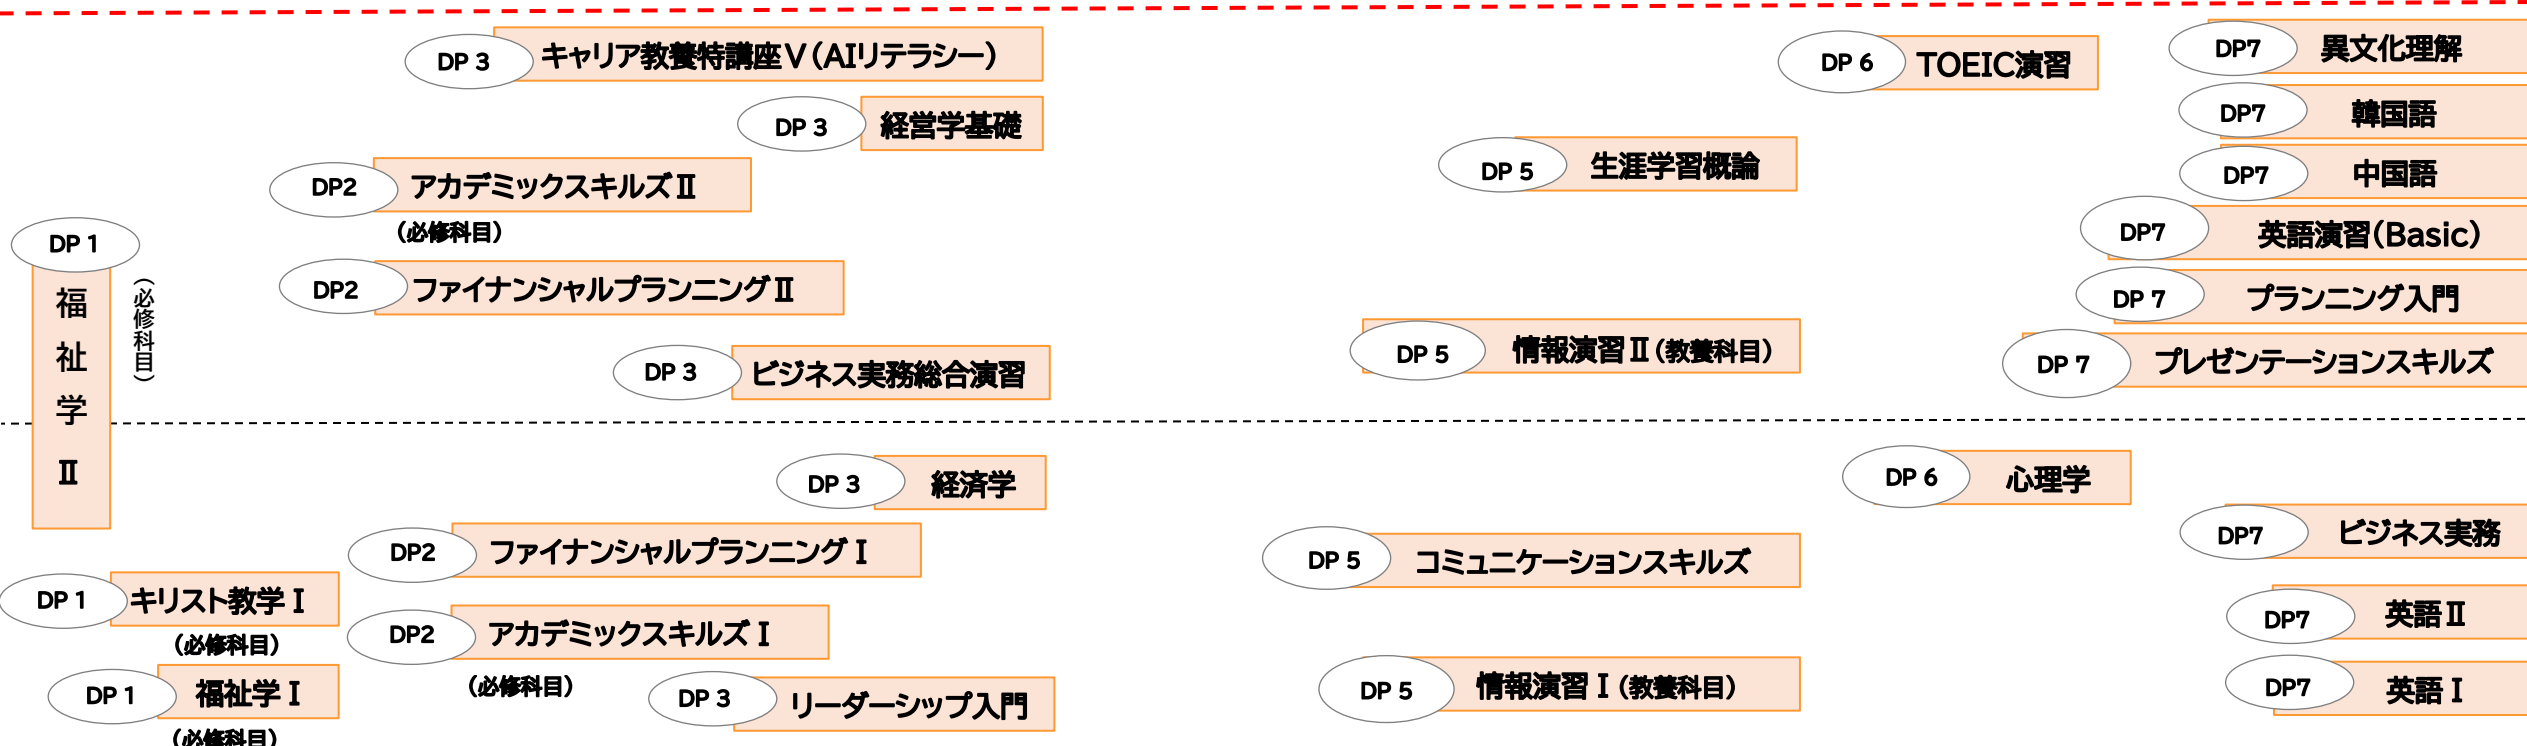 DP 3 キャリア教養特講座Ⅴ(AIリテラシー)
DP 6 TOEIC演習
DP7 異文化理解
DP 3 経営学基礎
DP7 韓国語
DP 5 生涯学習概論
DP7 中国語
DP2 アカデミックスキルズⅡ
(必修科目)
DP7 英語演習(Basic)
DP 1
福祉学Ⅱ
(必修科目)
DP2 ファイナンシャルプランニングⅡ
DP 7 プランニング入門
DP 5 情報演習Ⅱ(教養科目)
DP 7 プレゼンテーションスキルズ
DP 3 ビジネス実務総合演習
DP 3 経済学
DP 6 心理学
DP7 ビジネス実務
DP2 ファイナンシャルプランニングⅠ
DP 5 コミュニケーションスキルズ
DP 1 キリスト教学Ⅰ
(必修科目)
DP7 英語Ⅱ
DP2 アカデミックスキルズⅠ
(必修科目)
DP 1 福祉学Ⅰ
(必修科目)
DP 3 リーダーシップ入門
DP 5 情報演習Ⅰ(教養科目)
DP7 英語Ⅰ